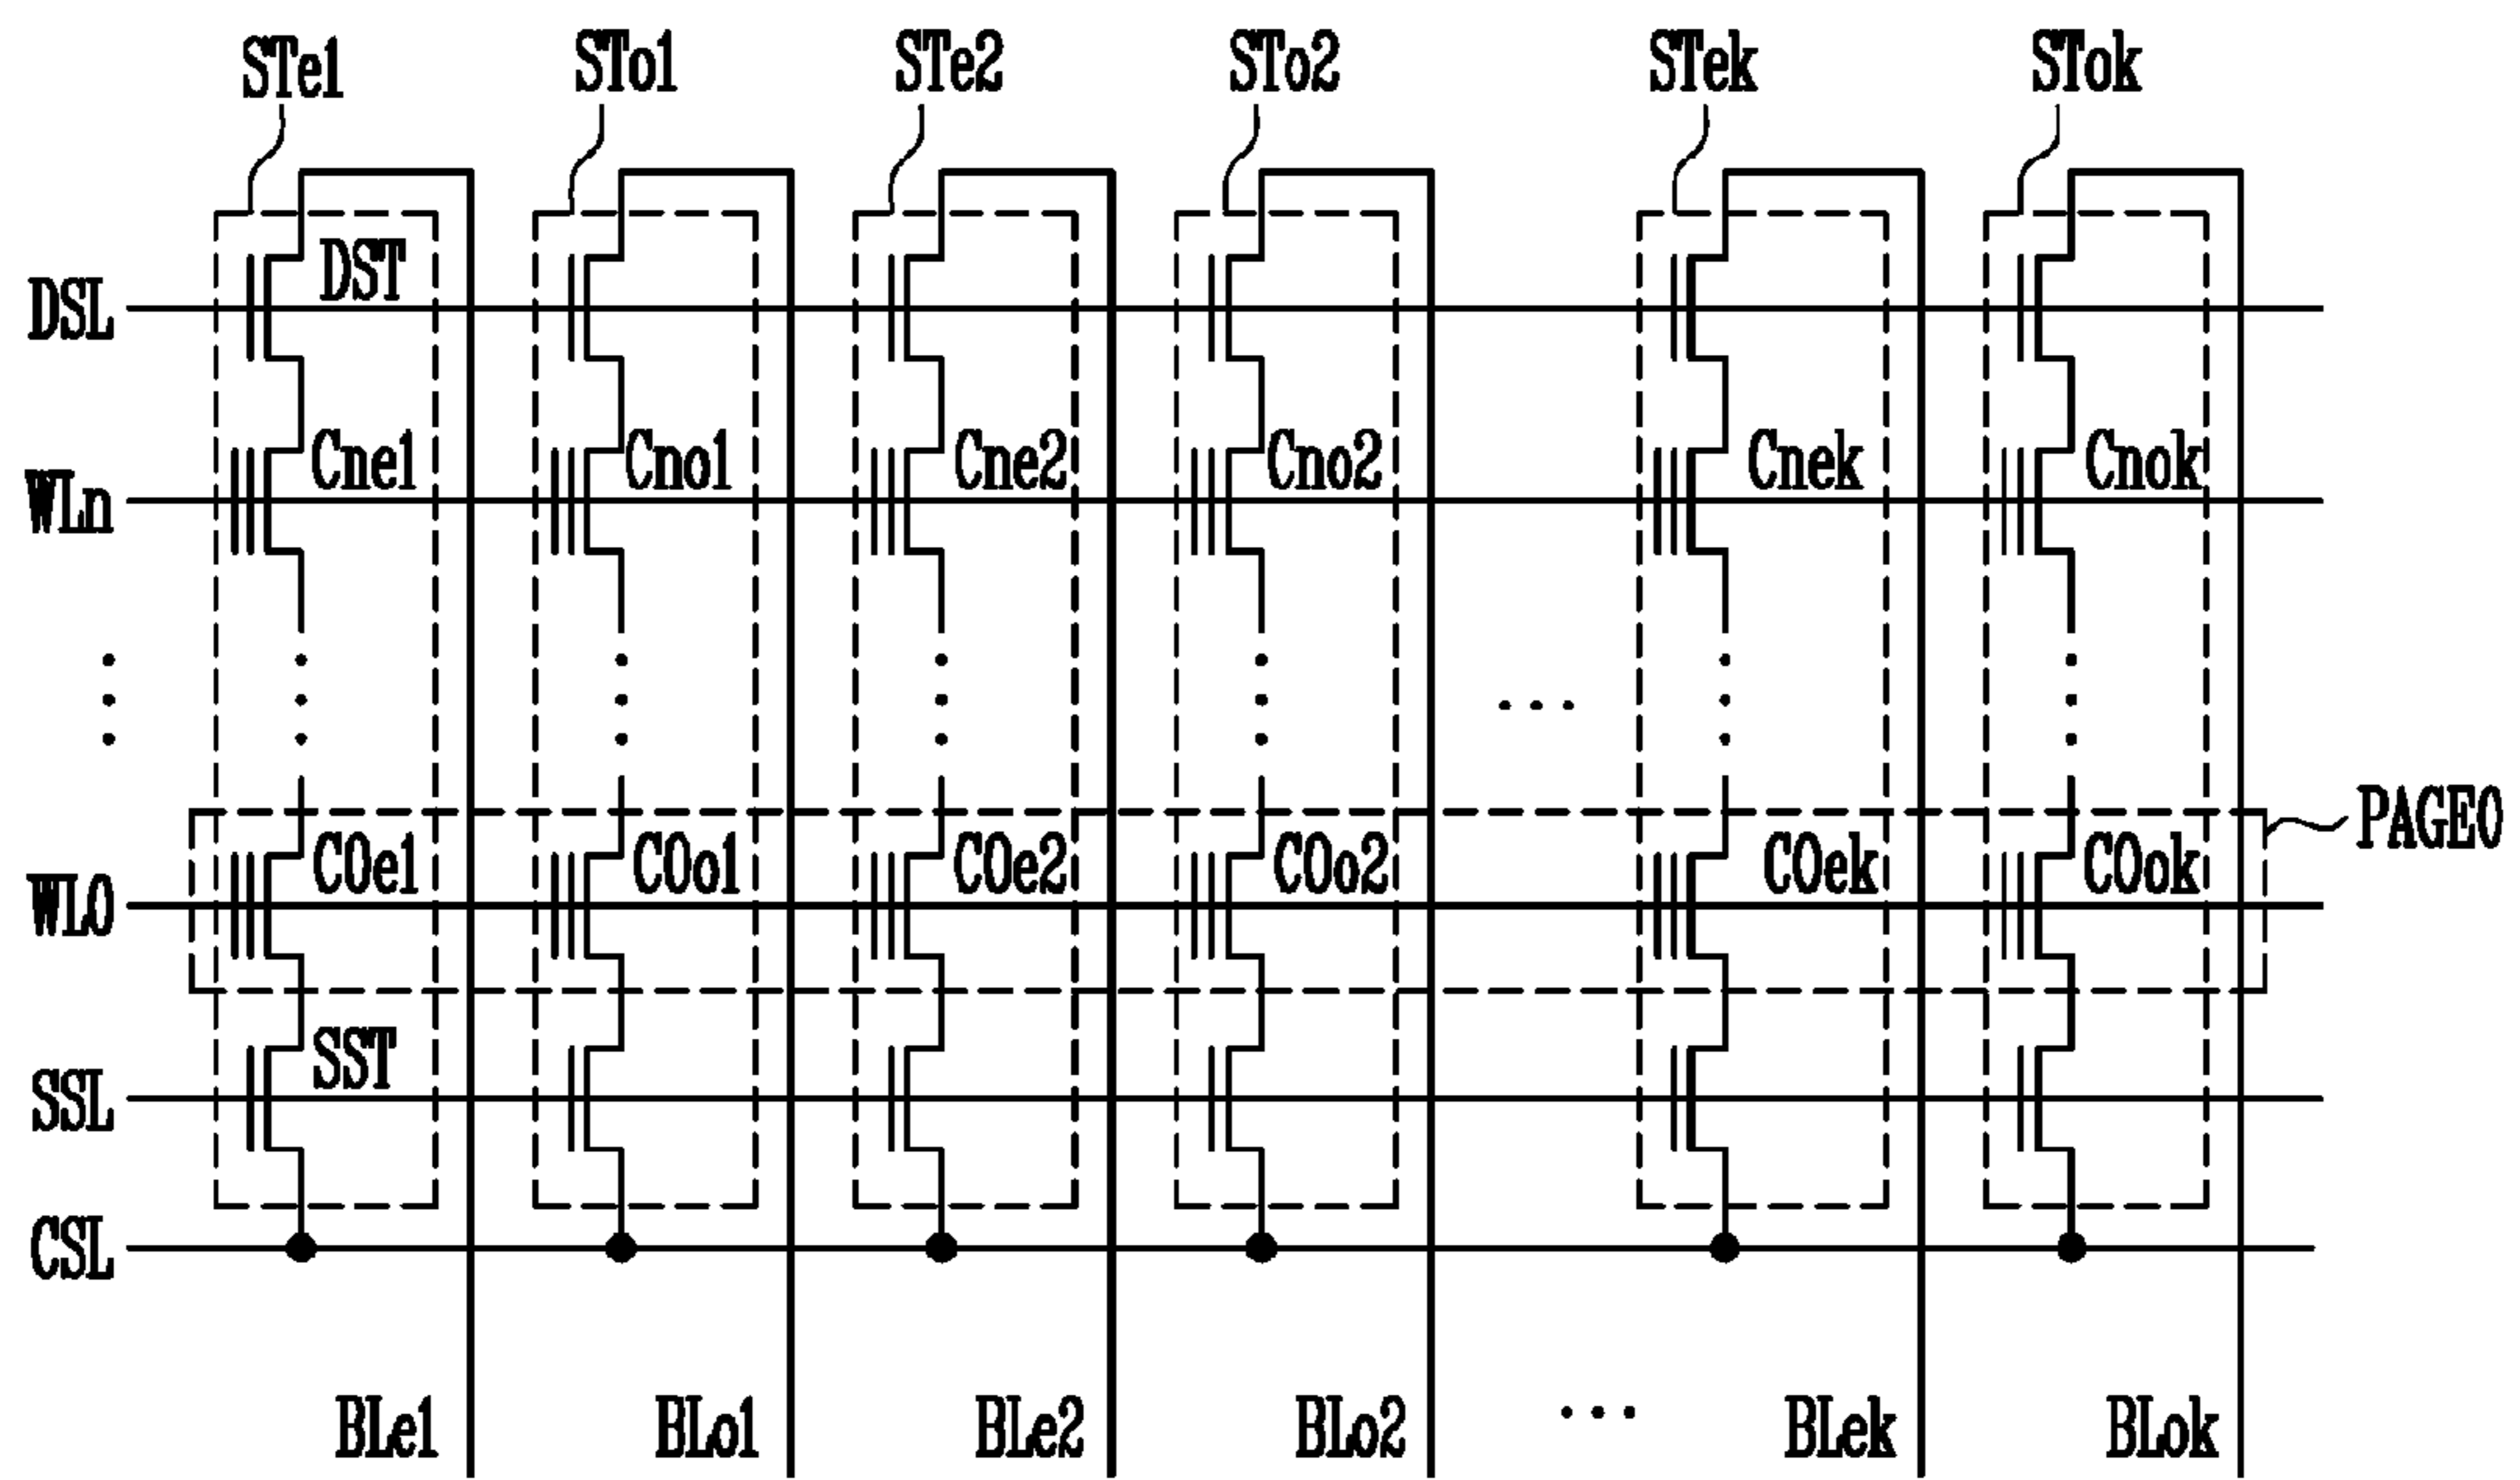 STe1 STo1 STe2 STo2 STek STok
DST
DSL
Cne1 Cno1 Cne2 Cno2 Cnek Cnok
WLn
PAGE0
C0e1 C0o1 C0e2 C0o2 C0ek C0ok
WL0
SST
SSL
CSL
BLe1 BLo1 BLe2 BLo2 ... BLek BLok